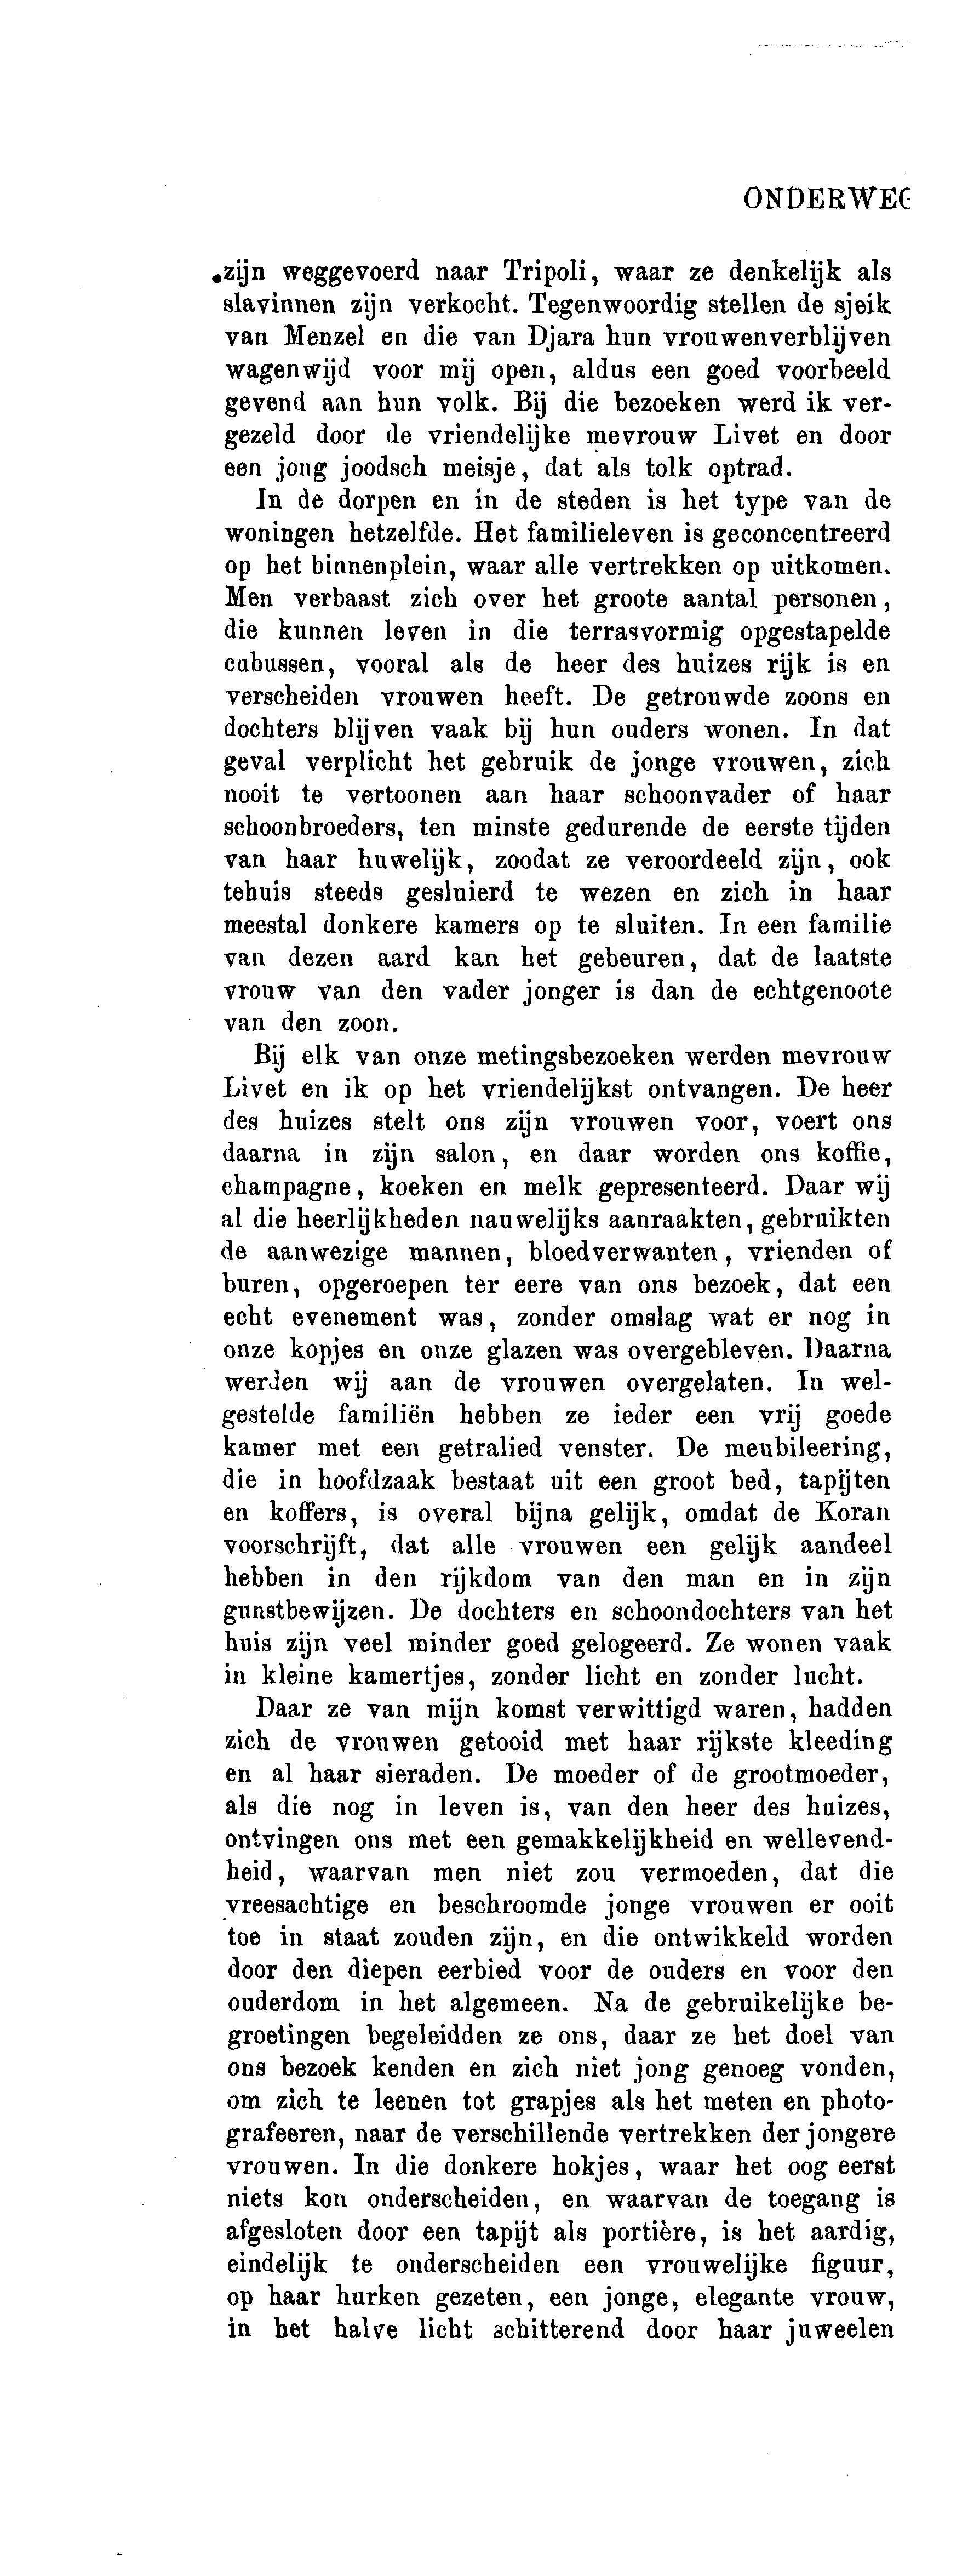 ONDERWEG
zijn weggevoerd naar Tripoli, waar ze denkelijk als
slavinnen zijn verkocht. Tegenwoordig stellen de sjeik
van Menzel en die van Djara hun vrouwenverblijven
wagenwijd voor mij open, aldus een goed voorbeeld
gevend aan hun volk. Bij die bezoeken werd ik ver-
gezeld door de vriendelijke mevrouw Livet en door
een jong joodsch meisje, dat als tolk optrad.
In de dorpen en in de steden is het type van de
woningen hetzelfde. Het familieleven is geconcentreerd
op het binnenplein, waar alle vertrekken op uitkomen.
Men verbaast zich over het groote aantal personen,
die kunnen leven in die terrasvormig opgestapelde
cubussen, vooral als de heer des huizes rijk is en
verscheiden vrouwen heeft. De getrouwde zoons en
dochters blijven vaak bij hun ouders wonen. In dat
geval verplicht het gebruik de jonge vrouwen, zich
nooit te vertoonen aan haar schoonvader of haar
schoonbroeders, ten minste gedurende de eerste tijden
van haar huwelijk, zoodat ze veroordeeld zijn, ook
tehuis steeds gesluierd te wezen en zich in haar
meestal donkere kamers op te sluiten. In een familie
van dezen aard kan het gebeuren, dat de laatste
vrouw van den vader jonger is dan de echtgenoote
van den zoon.
Bij elk van onze metingsbezoeken werden mevrouw
Livet en ik op het vriendelijkst ontvangen. De heer
des huizes stelt ons zijn vrouwen voor, voert ons
daarna in zijn salon, en daar worden ons koffie,
champagne, koeken en melk gepresenteerd. Daar wij
al die heerlijkheden nauwelijks aanraakten, gebruikten
de aanwezige mannen, bloedverwanten, vrienden of
buren, opgeroepen ter eere van ons bezoek, dat een
echt evenement was, zonder omslag wat er nog in
onze kopjes en onze glazen was overgebleven. Daarna
werden wij aan de vrouwen overgelaten. In wel-
gestelde familiën hebben ze ieder een vrij goede
kamer met een getralied venster. De meubileering,
die in hoofdzaak bestaat uit een groot bed, tapijten
en koffers, is overal bijna gelijk, omdat de Koran
voorschrijft, dat alle vrouwen een gelijk aandeel
hebben in den rijkdom van den man en in zijn
gunstbewijzen. De dochters en schoondochters van het
huis zijn veel minder goed gelogeerd. Ze wonen vaak
in kleine kamertjes, zonder licht en zonder lucht.
Daar ze van mijn komst verwittigd waren, hadden
zich de vrouwen getooid met haar rijkste kleeding
en al haar sieraden. De moeder of de grootmoeder,
als die nog in leven is, van den heer des huizes,
ontvingen ons met een gemakkelijkheid en wellevend-
heid, waarvan men niet zou vermoeden, dat die
vreesachtige en beschroomde jonge vrouwen er ooit
toe in staat zouden zijn, en die ontwikkeld worden
door den diepen eerbied voor de ouders en voor den
ouderdom in het algemeen. Na de gebruikelijke be-
groetingen begeleidden ze ons, daar ze het doel van
ons bezoek kenden en zich niet jong genoeg vonden,
om zich te leenen tot grapjes als het meten en photo-
grafeeren, naar de verschillende vertrekken der jongere
vrouwen. In die donkere hokjes, waar het oog eerst
niets kon onderscheiden, en waarvan de toegang is
afgesloten door een tapijt als portière, is het aardig,
eindelijk te onderscheiden een vrouwelijke figuur,
op haar hurken gezeten, een jonge, elegante vrouw,
in het halve licht schitterend door haar juweelen